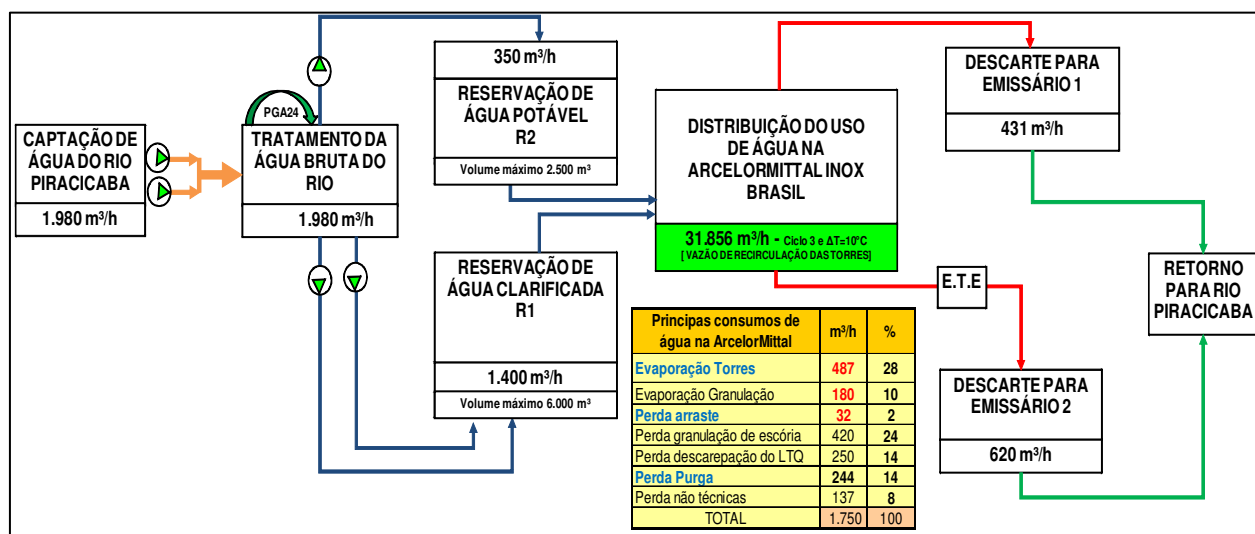 CAPTAÇÃO DE
ÁGUA DO RIO
PIRACICABA
1.980 m³/h
PGA24
TRATAMENTO DA
ÁGUA BRUTA DO
RIO
1.980 m³/h
350 m³/h
RESERVAÇÃO DE
ÁGUA POTÁVEL
R2
Volume máximo 2.500 m³
RESERVAÇÃO DE
ÁGUA CLARIFICADA
R1
1.400 m³/h
Volume máximo 6.000 m³
DISTRIBUIÇÃO DO USO
DE ÁGUA NA
ARCELORMITTAL INOX
BRASIL
31.856 m³/h - Ciclo 3 e ΔT=10°C
[ VAZÃO DE RECIRCULAÇÃO DAS TORRES]
Principas consumos de água na ArcelorMittal m³/h %
Evaporação Torres 487 28
Evaporação Granulação 180 10
Perda arraste 32 2
Perda granulação de escória 420 24
Perda descarepação do LTQ 250 14
Perda Purga 244 14
Perda não técnicas 137 8
TOTAL 1.750 100
DESCARTE PARA
EMISSÁRIO 1
431 m³/h
E.T.E
DESCARTE PARA
EMISSÁRIO 2
620 m³/h
RETORNO
PARA RIO
PIRACICABA